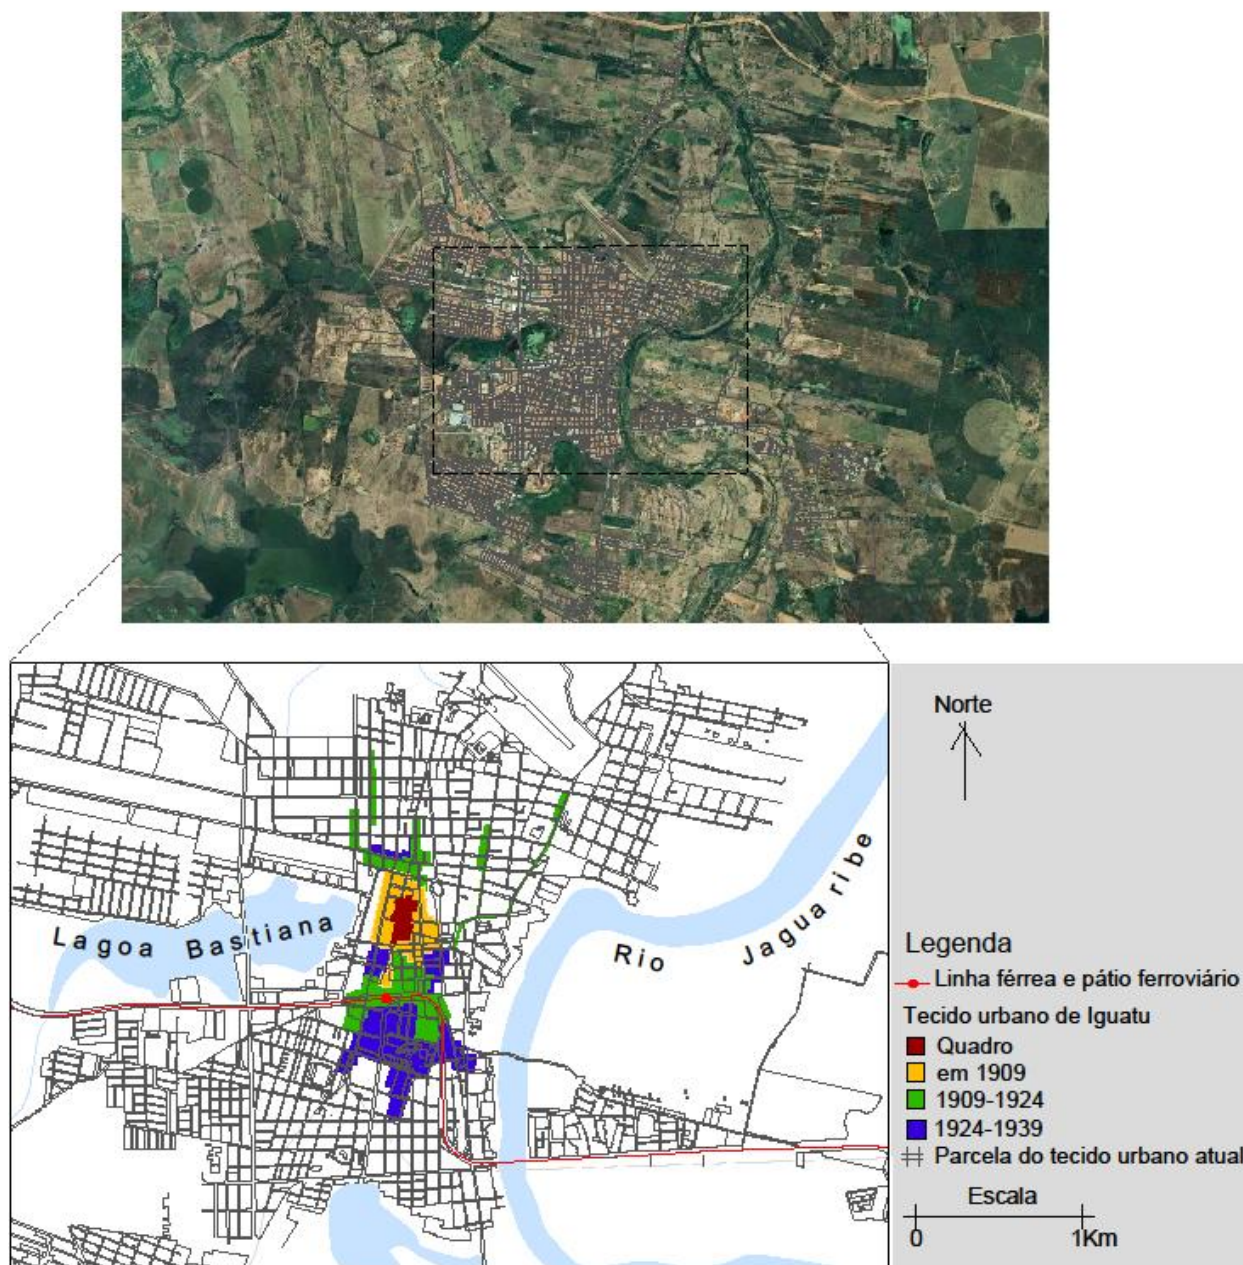 Norte
Lagoa Bastiana
Rio Jaguaribe
Legenda
Linha férrea e pátio ferroviário
Tecido urbano de Iguatu
Quadro
em 1909
1909-1924
1924-1939
Parcela do tecido urbano atual
Escala
0 1Km